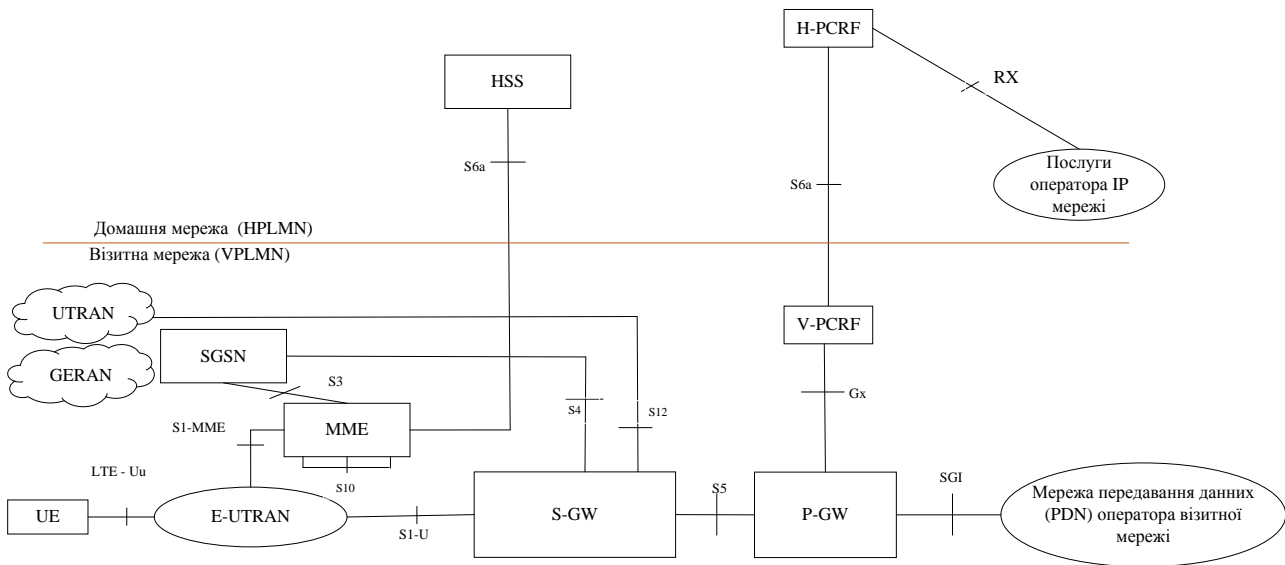 H-PCRF
HSS
RX
S6a
S6a
Послуги
оператора IP
мережі
Домашня мережа (HPLMN)
Візитна мережа (VPLMN)
UTRAN
V-PCRF
SGSN
GERAN
S3
Gx
S4
S12
S1-MME
MME
LTE - Uu
S10
S5
SGI
UE
E-UTRAN
S1-U
S-GW
P-GW
Мережа передавання данних
(PDN) оператора візитної
мережі